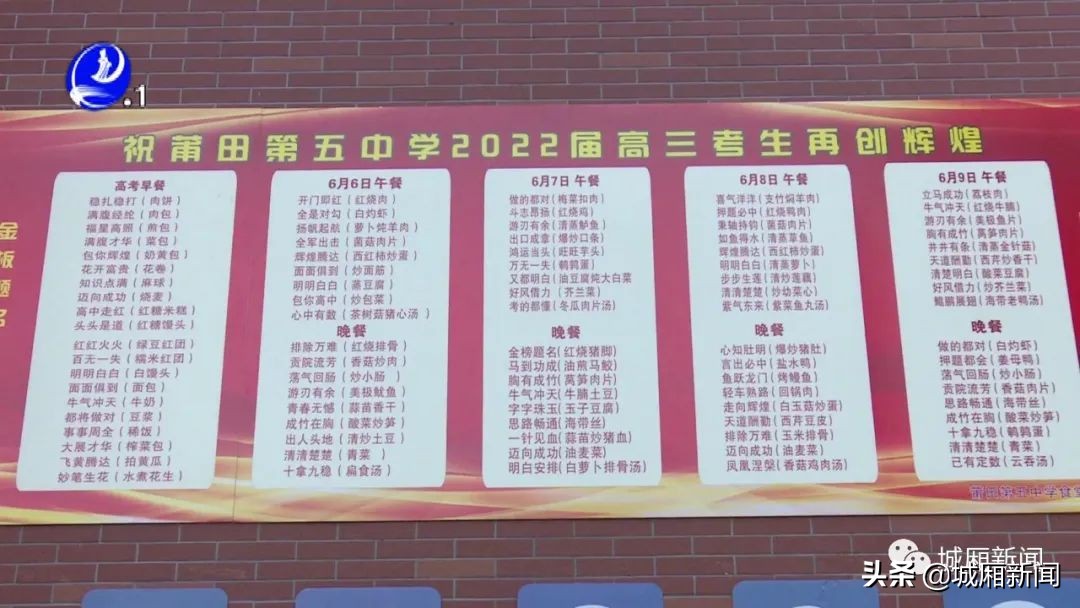 .1
祝莆田第五中学2022届高三考生再创辉煌
金
板
题
名
高考早餐
稳扎稳打（肉饼）
满腹经纶（肉包）
福星高照（煎包）
满腹才华（菜包）
包你辉煌（奶黄包）
花开富贵（花卷）
知识点满（麻球）
迈向成功（烧麦）
高中走红（红糖米糕）
头头是道（红糖馒头）
红红火火（绿豆红团）
百无一失（糯米红团）
明明白白（白馒头）
面面俱到（面包）
牛气冲天（牛奶）
都将做对（豆浆）
事事周全（稀饭）
大展才华（榨菜包）
飞黄腾达（拍黄瓜）
妙笔生花（水煮花生）
6月6日 午餐
开门即红（红烧肉）
全是对勾（白灼虾）
扬帆起航（萝卜炖羊肉）
全军出击（菌菇肉片）
辉煌腾达（西红柿炒蛋）
面面俱到（炒面筋）
明明白白（蒸豆腐）
包你高中（炒包菜）
心中有数（茶树菇猪心汤）
晚餐
排除万难（红烧排骨）
贡院流芳（香菇炒肉）
荡气回肠（炒小肠）
游刃有余（美极鱿鱼）
青春无憾（蒜苗香干）
成竹在胸（酸菜炒笋）
出人头地（清炒土豆）
清清楚楚（青菜）
十拿九稳（扁食汤）
6月7日 午餐
做的都对（梅菜扣肉）
斗志昂扬（红烧鸡）
游刃有余（清蒸鲈鱼）
出口成章（爆炒口条）
鸿运当头（旺旺芋头）
万无一失（鹌鹑蛋）
又都明白（油豆腐炖大白菜
好风借力（芥兰菜）
考的都懂（冬瓜肉片汤）
晚餐
金榜题名（红烧猪脚）
马到功成（油煎马鲛）
胸有成竹（莴笋肉片）
牛气冲天（牛腩土豆）
字字珠玉（玉子豆腐）
思路畅通（海带丝）
一针见血（蒜苗炒猪血）
迈向成功（油麦菜）
明白安排（白萝卜排骨汤）
6月8日 午餐
喜气洋洋（支竹焖羊肉）
押题必中（红烧鸭肉）
秉轴持钧（菌菇肉片）
如鱼得水（清蒸草鱼）
辉煌腾达（西红柿炒蛋）
明明白白（清蒸萝卜）
步步生莲（清炒莲藕）
清清楚楚（炒幼菜心）
紫气东来（紫菜鱼丸汤）
晚餐
心知肚明（爆炒猪肚）
言出必中（盐水鸭）
鱼跃龙门（烤鳗鱼）
轻车熟路（回锅肉）
走向辉煌（白玉菇炒蛋）
天道酬勤（西芹豆皮）
排除万难（玉米排骨）
迈向成功（油麦菜）
凤凰涅槃（香菇鸡肉汤）
6月9日 午餐
立马成功（荔枝肉）
牛气冲天（红烧牛腩）
游刃有余（美极鱼片）
胸有成竹（莴笋肉片）
井井有条（清蒸金针菇）
天道酬勤（西芹炒香干）
清楚明白（酸菜豆腐）
好风借力（炒芥兰菜）
鲲鹏展翅（海带老鸭汤）
晚餐
做的都对（白灼虾）
押题都会（姜母鸭）
荡气回肠（炒小肠）
贡院流芳（香菇肉片）
思路畅通（海带丝）
成竹在胸（酸菜炒笋）
十拿九稳（鹌鹑蛋）
清清楚楚（青菜）
已有定数（云吞汤）
莆田第五中学食堂
城厢新闻
头条 @城厢新闻